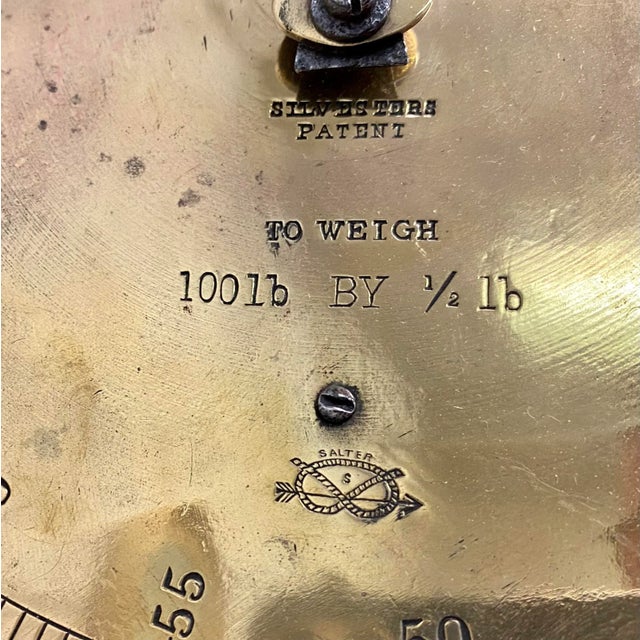 SILVESTERS
PATENT
TO WEIGH
100lb BY ½ lb
SALTER
S
55
50